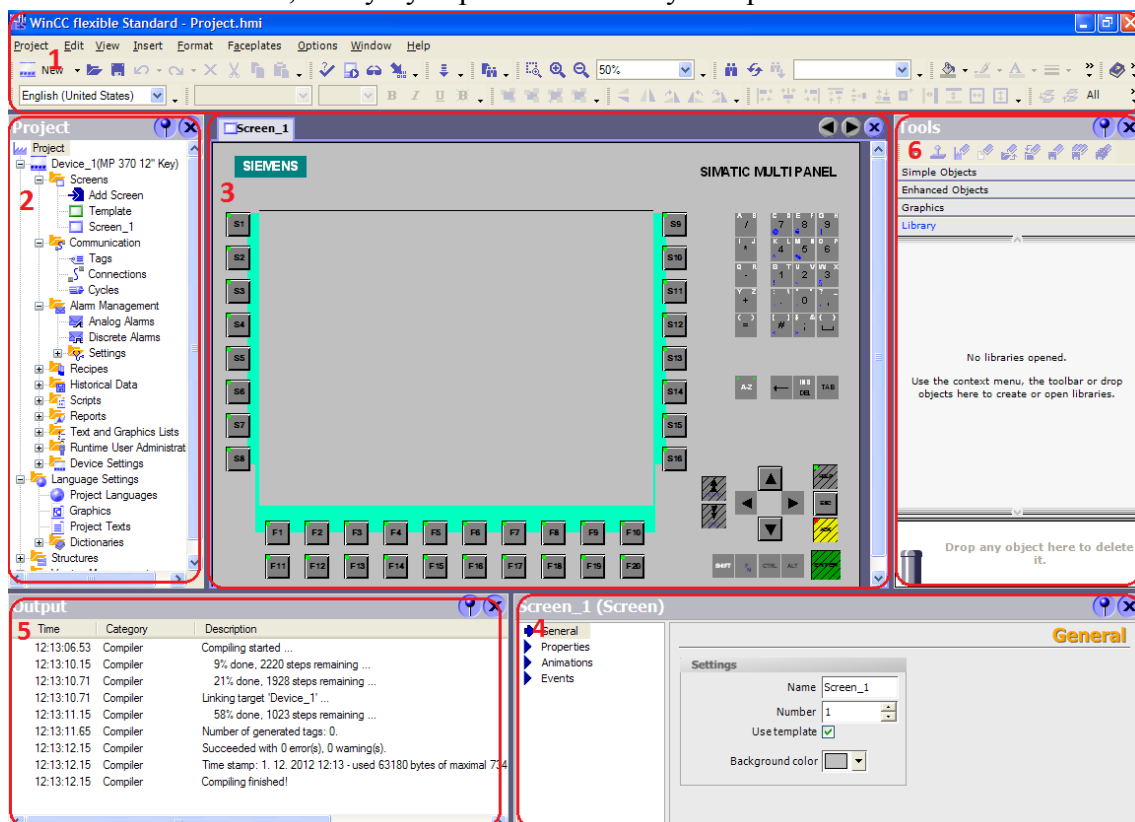 WinCC flexible Standard - Project.hmi
Project Edit View Insert Format Faceplates Options Window Help
1
New
50%
English (United States)
B I U B
All
Project
2
Project
Device_1(MP 370 12" Key)
Screens
Add Screen
Template
Screen_1
Communication
Tags
Connections
Cycles
Alarm Management
Analog Alarms
Discrete Alarms
Settings
Recipes
Historical Data
Scripts
Reports
Text and Graphics Lists
Runtime User Administrat
Device Settings
Language Settings
Project Languages
Graphics
Project Texts
Dictionaries
Structures
Screen_1
3
SIEMENS
SIMATIC MULTI PANEL
S1
S2
S3
S4
S5
S6
S7
S8
S9
S10
S11
S12
S13
S14
S15
S16
/ 7 8 9
* 4 5 6
- 1 2 3
+ . 0
= #  ;
A-Z
INS
DEL
TAB
ESC
F1 F2 F3 F4 F5 F6 F7 F8 F9 F10
F11 F12 F13 F14 F15 F16 F17 F18 F19 F20
SHIFT CTRL ALT
Tools
6
Simple Objects
Enhanced Objects
Graphics
Library
No libraries opened.
Use the context menu, the toolbar or drop
objects here to create or open libraries.
Drop any object here to delete
it.
Output
5
Time Category Description
12:13:06.53 Compiler Compiling started ...
12:13:10.15 Compiler 9% done, 2220 steps remaining ...
12:13:10.71 Compiler 21% done, 1928 steps remaining ...
12:13:10.71 Compiler Linking target 'Device_1' ...
12:13:11.15 Compiler 58% done, 1023 steps remaining ...
12:13:11.65 Compiler Number of generated tags: 0.
12:13:12.15 Compiler Succeeded with 0 error(s), 0 warning(s).
12:13:12.15 Compiler Time stamp: 1. 12. 2012 12:13 - used 63180 bytes of maximal 734
12:13:12.15 Compiler Compiling finished!
Screen_1 (Screen)
4
General
Properties
Animations
Events
General
Settings
Name Screen_1
Number 1
Use template
Background color